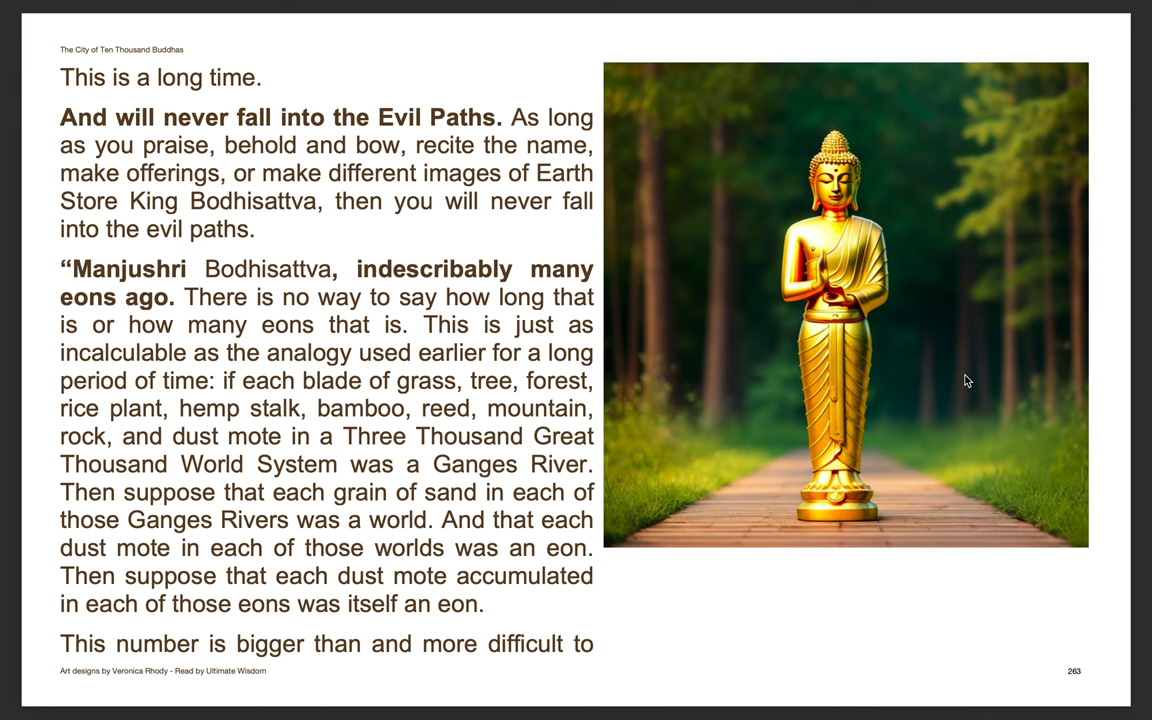 The City of Ten Thousand Buddhas
This is a long time.
And will never fall into the Evil Paths. As long
as you praise, behold and bow, recite the name,
make offerings, or make different images of Earth
Store King Bodhisattva, then you will never fall
into the evil paths.
“Manjushri Bodhisattva, indescribably many
eons ago. There is no way to say how long that
is or how many eons that is. This is just as
incalculable as the analogy used earlier for a long
period of time: if each blade of grass, tree, forest,
rice plant, hemp stalk, bamboo, reed, mountain,
rock, and dust mote in a Three Thousand Great
Thousand World System was a Ganges River.
Then suppose that each grain of sand in each of
those Ganges Rivers was a world. And that each
dust mote in each of those worlds was an eon.
Then suppose that each dust mote accumulated
in each of those eons was itself an eon.
This number is bigger than and more difficult to
Art designs by Veronica Rhody - Read by Ultimate Wisdom
263